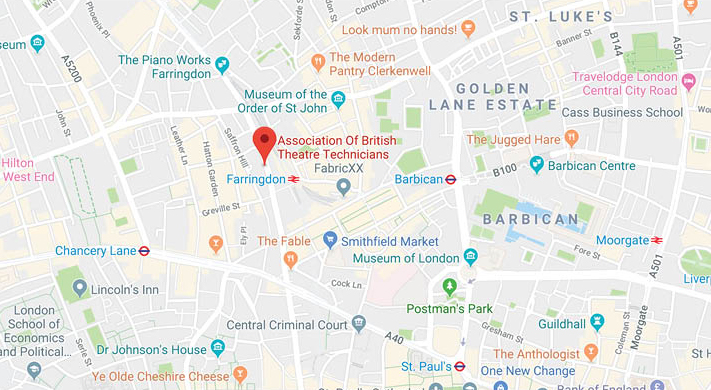 Phoenix Pl
Sekforde St
Compton
ST. LUKE'S
A501
Look mum no hands!
Banner St
B144
seum
A5200
The Piano Works
Farringdon
The Modern
Pantry Clerkenwell
Travelodge London
Central City Road
Museum of the
Order of St John
GOLDEN
LANE ESTATE
Cass Business School
John St
Leather Ln
Hatton Garden
Saffron Hill
Association Of British
Theatre Technicians
The Jugged Hare
Hilton
West End
FabricXX
B100
Barbican Centre
Farringdon
Barbican
Greville St
BARBICAN
Ely Pl
The Fable
Smithfield Market
Moorgate
Chancery Lane
Museum of London
Fore St
A501
Liver
Lincoln's Inn
Cock Ln
Postman's Park
London
School of
Economics
and Political...
Serle St
Central Criminal Court
Gresham St
Guildhall
Coleman St
Moorgate
A40
Dr Johnson's House
St. Paul's
The Anthologist
One New Change
Ye Olde Cheshire Cheese
Bank of England